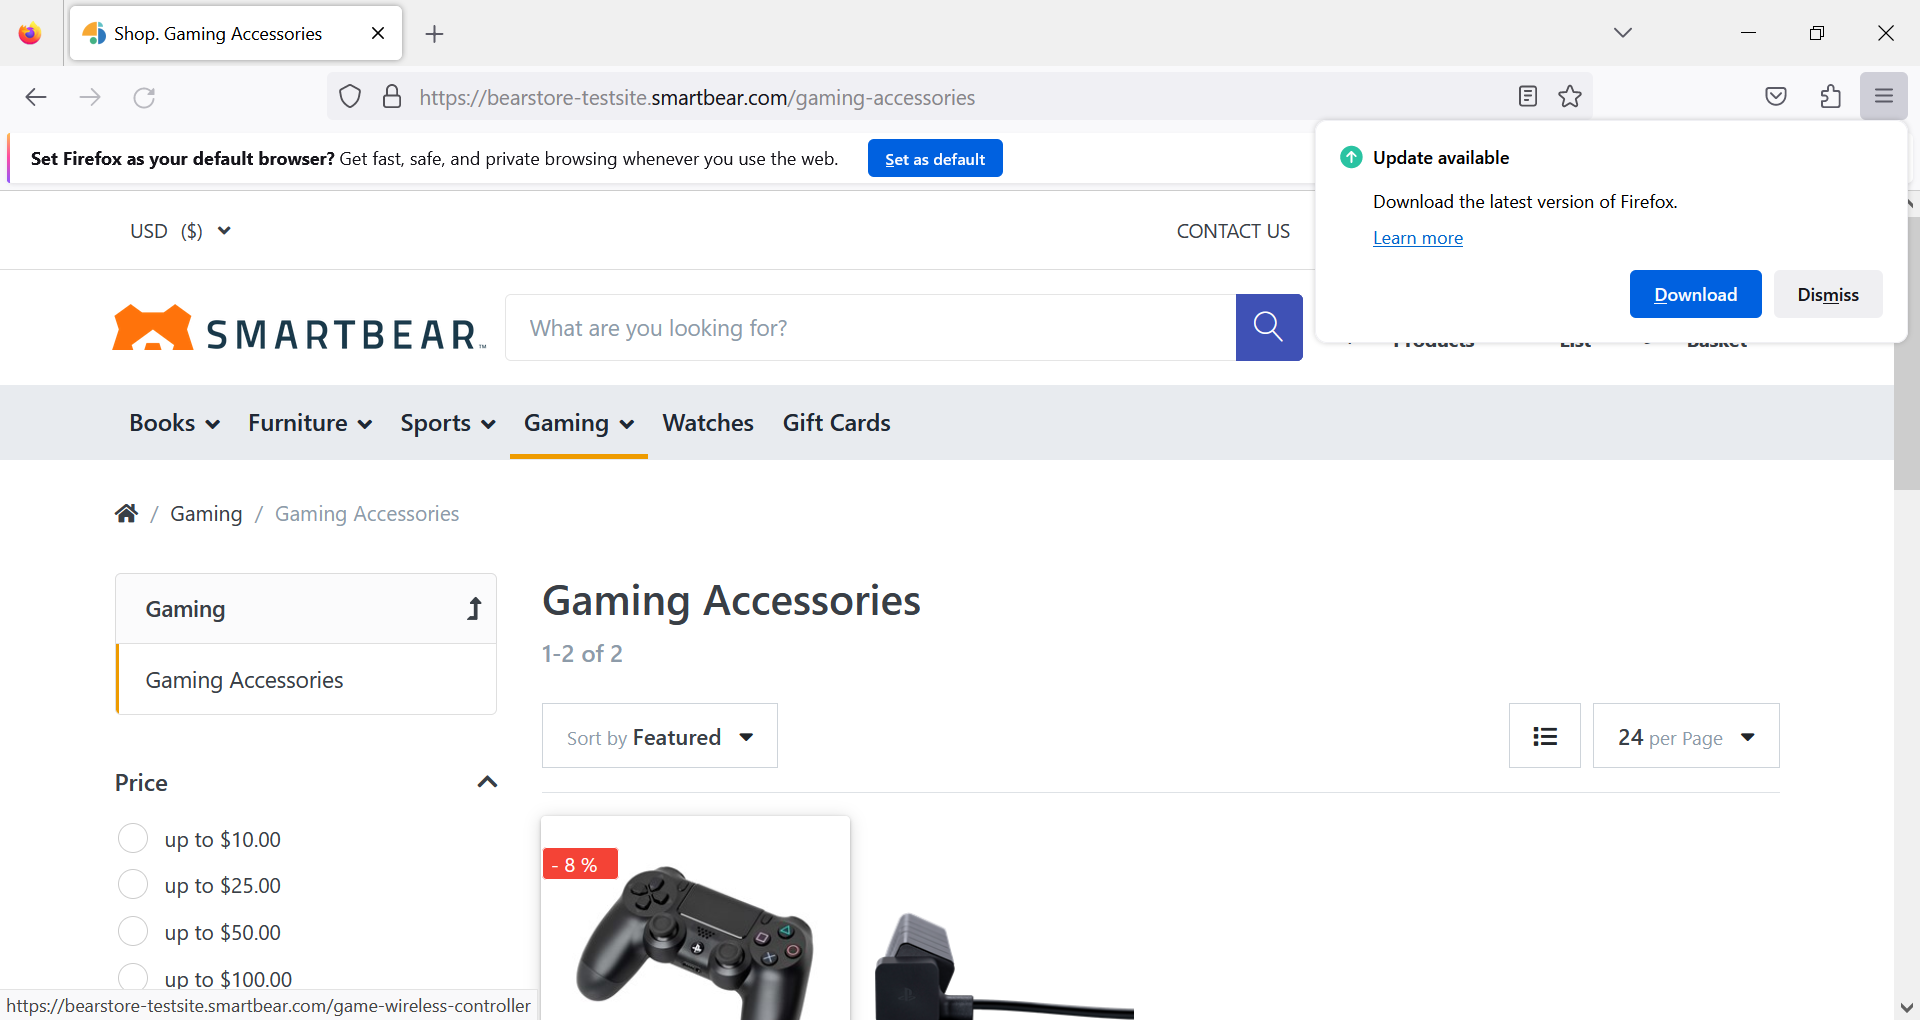 Shop. Gaming Accessories
https://bearstore-testsite.smartbear.com/gaming-accessories
Set Firefox as your default browser? Get fast, safe, and private browsing whenever you use the web.
Set as default
Update available
Download the latest version of Firefox.
Learn more
Download
Dismiss
USD ($)
CONTACT US
SMARTBEAR™
What are you looking for?
Products
List
Basket
Books
Furniture
Sports
Gaming
Watches
Gift Cards
/ Gaming / Gaming Accessories
Gaming
Gaming Accessories
Gaming Accessories
1-2 of 2
Sort by Featured
24 per Page
Price
up to $10.00
up to $25.00
up to $50.00
up to $100.00
- 8 %
https://bearstore-testsite.smartbear.com/game-wireless-controller